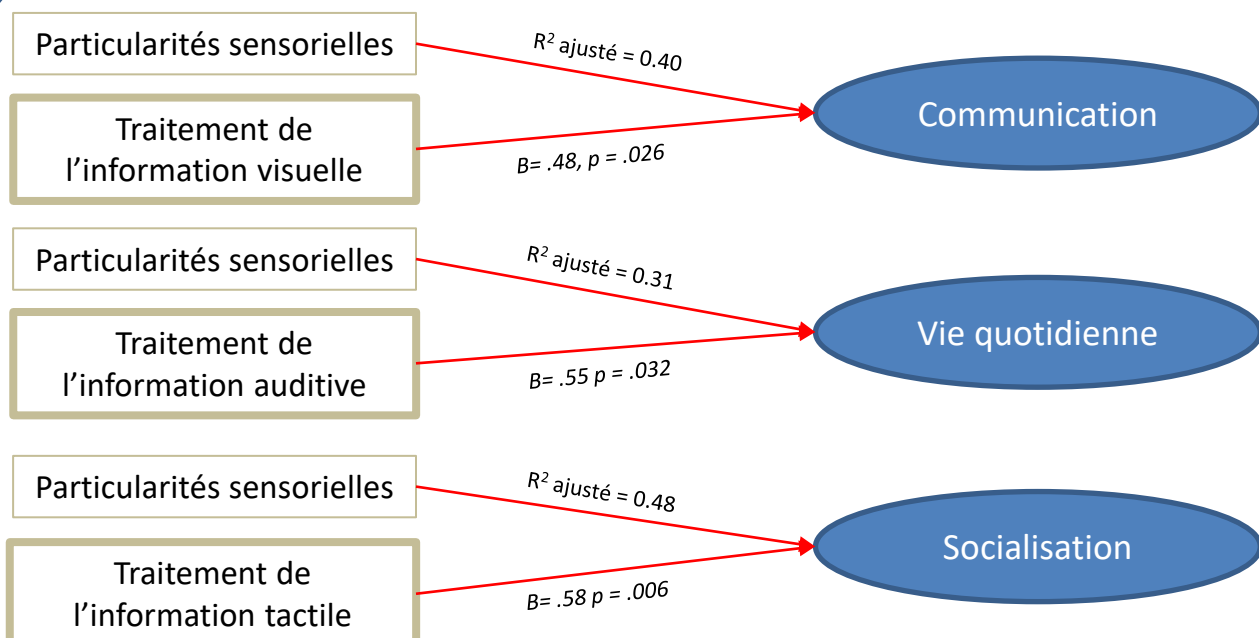 Particularités sensorielles
R² ajusté = 0.40
Communication
Traitement de
l'information visuelle
B= .48, p = .026
Particularités sensorielles
R² ajusté = 0.31
Vie quotidienne
Traitement de
l'information auditive
B= .55 p = .032
Particularités sensorielles
R² ajusté = 0.48
Socialisation
Traitement de
l'information tactile
B= .58 p = .006